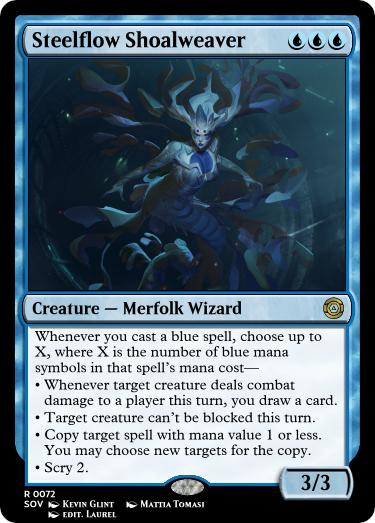 Steelflow Shoalweaver
Creature — Merfolk Wizard
Whenever you cast a blue spell, choose up to
X, where X is the number of blue mana
symbols in that spell's mana cost—
• Whenever target creature deals combat
damage to a player this turn, you draw a card.
• Target creature can't be blocked this turn.
• Copy target spell with mana value 1 or less.
You may choose new targets for the copy.
• Scry 2.
3/3
R 0072
SOV Kevin Glint Mattia Tomasi
edit. Laurel